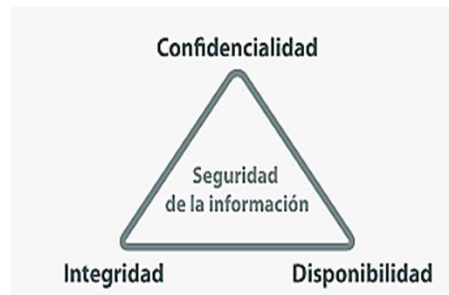 Confidencialidad
Seguridad
de la información
Integridad
Disponibilidad